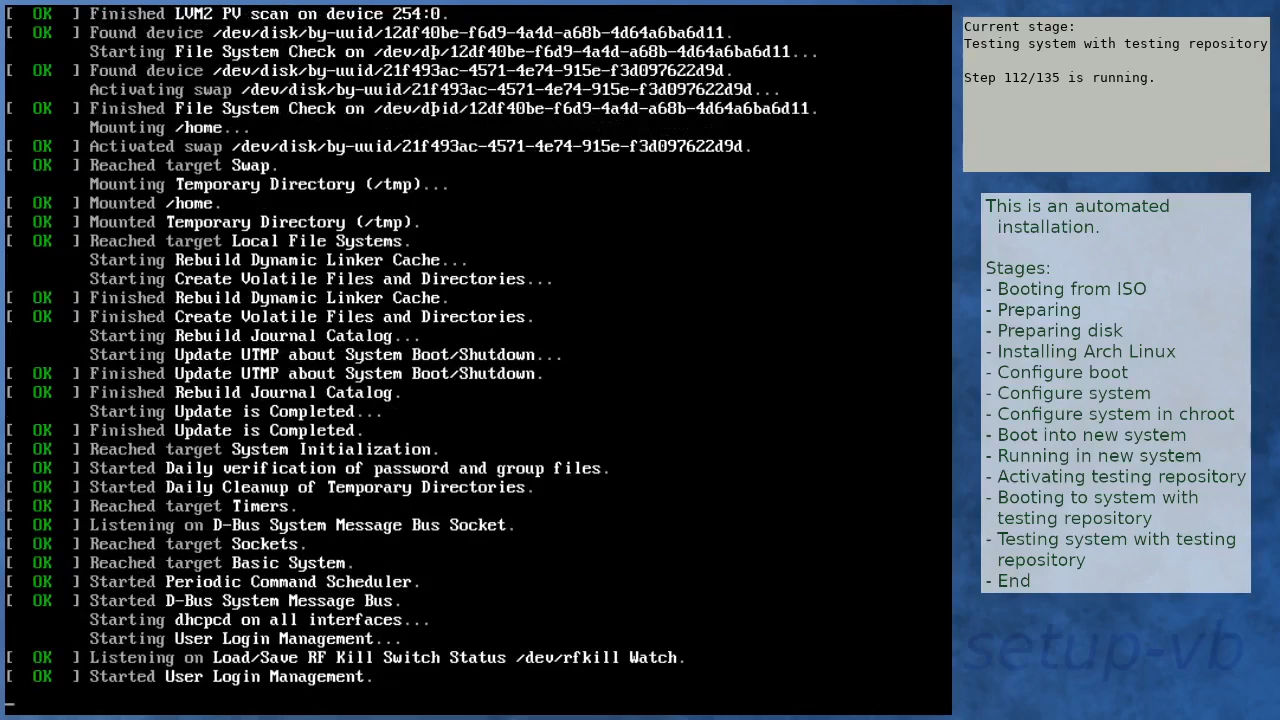 [  OK  ] Finished LVM2 PV scan on device 254:0.
[  OK  ] Found device /dev/disk/by-uuid/12df40be-f6d9-4a4d-a68b-4d64a6ba6d11.
Starting File System Check on /dev/dþ/12df40be-f6d9-4a4d-a68b-4d64a6ba6d11...
[  OK  ] Found device /dev/disk/by-uuid/21f493ac-4571-4e74-915e-f3d097622d9d.
Activating swap /dev/disk/by-uuid/21f493ac-4571-4e74-915e-f3d097622d9d...
[  OK  ] Finished File System Check on /dev/dþid/12df40be-f6d9-4a4d-a68b-4d64a6ba6d11.
Mounting /home...
[  OK  ] Activated swap /dev/disk/by-uuid/21f493ac-4571-4e74-915e-f3d097622d9d.
[  OK  ] Reached target Swap.
Mounting Temporary Directory (/tmp)...
[  OK  ] Mounted /home.
[  OK  ] Mounted Temporary Directory (/tmp).
[  OK  ] Reached target Local File Systems.
Starting Rebuild Dynamic Linker Cache...
Starting Create Volatile Files and Directories...
[  OK  ] Finished Rebuild Dynamic Linker Cache.
[  OK  ] Finished Create Volatile Files and Directories.
Starting Rebuild Journal Catalog...
Starting Update UTMP about System Boot/Shutdown...
[  OK  ] Finished Update UTMP about System Boot/Shutdown.
[  OK  ] Finished Rebuild Journal Catalog.
Starting Update is Completed...
[  OK  ] Finished Update is Completed.
[  OK  ] Reached target System Initialization.
[  OK  ] Started Daily verification of password and group files.
[  OK  ] Started Daily Cleanup of Temporary Directories.
[  OK  ] Reached target Timers.
[  OK  ] Listening on D-Bus System Message Bus Socket.
[  OK  ] Reached target Sockets.
[  OK  ] Reached target Basic System.
[  OK  ] Started Periodic Command Scheduler.
[  OK  ] Started D-Bus System Message Bus.
Starting dhcpcd on all interfaces...
Starting User Login Management...
[  OK  ] Listening on Load/Save RF Kill Switch Status /dev/rfkill Watch.
[  OK  ] Started User Login Management.
_
Current stage:
Testing system with testing repository
Step 112/135 is running.
This is an automated
installation.
Stages:
- Booting from ISO
- Preparing
- Preparing disk
- Installing Arch Linux
- Configure boot
- Configure system
- Configure system in chroot
- Boot into new system
- Running in new system
- Activating testing repository
- Booting to system with
testing repository
- Testing system with testing
repository
- End
setup-vb